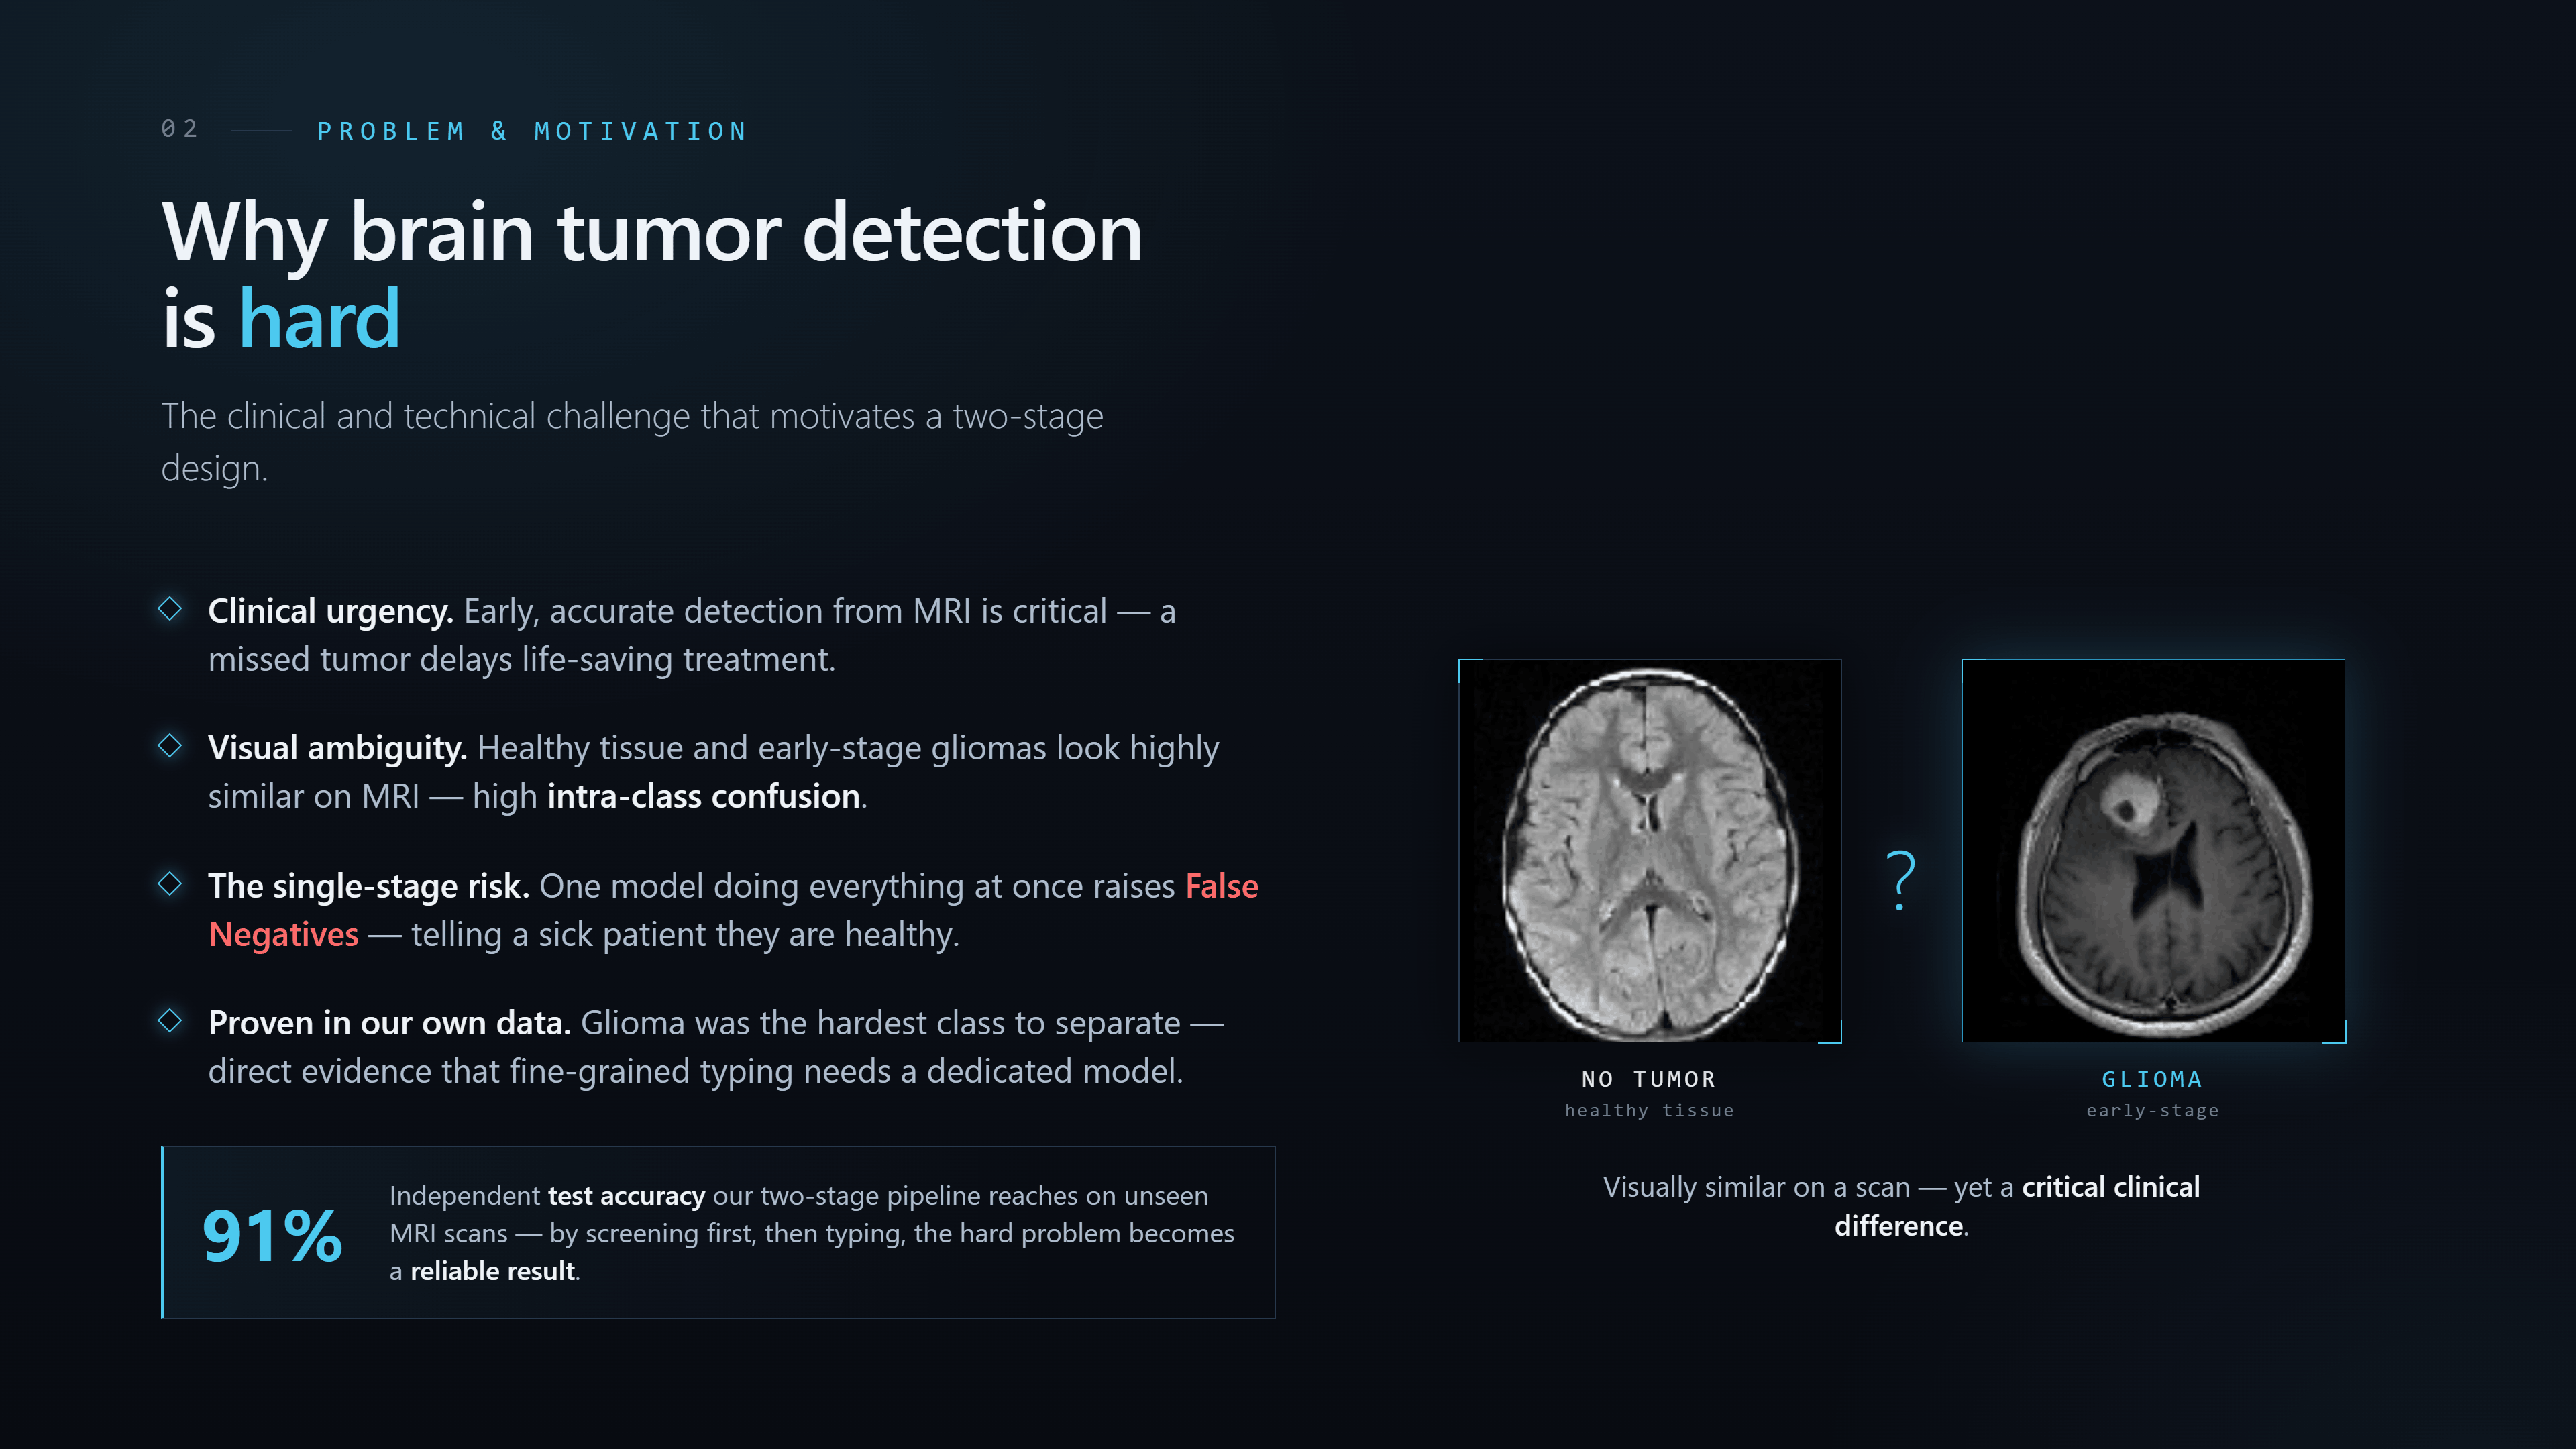 02 PROBLEM & MOTIVATION
Why brain tumor detection
is hard
The clinical and technical challenge that motivates a two-stage
design.
Clinical urgency. Early, accurate detection from MRI is critical — a
missed tumor delays life-saving treatment.
Visual ambiguity. Healthy tissue and early-stage gliomas look highly
similar on MRI — high intra-class confusion.
The single-stage risk. One model doing everything at once raises False
Negatives — telling a sick patient they are healthy.
Proven in our own data. Glioma was the hardest class to separate —
direct evidence that fine-grained typing needs a dedicated model.
91%
Independent test accuracy our two-stage pipeline reaches on unseen
MRI scans — by screening first, then typing, the hard problem becomes
a reliable result.
?
NO TUMOR
healthy tissue
GLIOMA
early-stage
Visually similar on a scan — yet a critical clinical
difference.